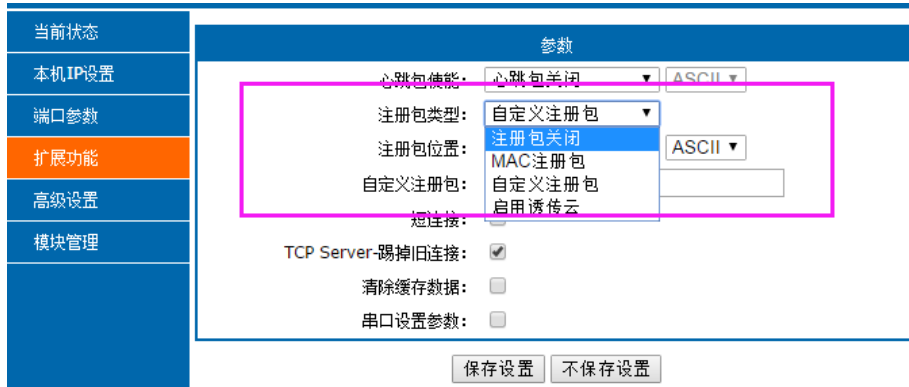 当前状态
本机IP设置
端口参数
扩展功能
高级设置
模块管理
参数
心跳包使能: 心跳包关闭 ▼ ASCII ▼
注册包类型: 自定义注册包 ▼
注册包关闭
MAC注册包
自定义注册包
启用透传云
注册包位置: ASCII ▼
自定义注册包:
短连接:
TCP Server-踢掉旧连接:
清除缓存数据:
串口设置参数:
保存设置 不保存设置